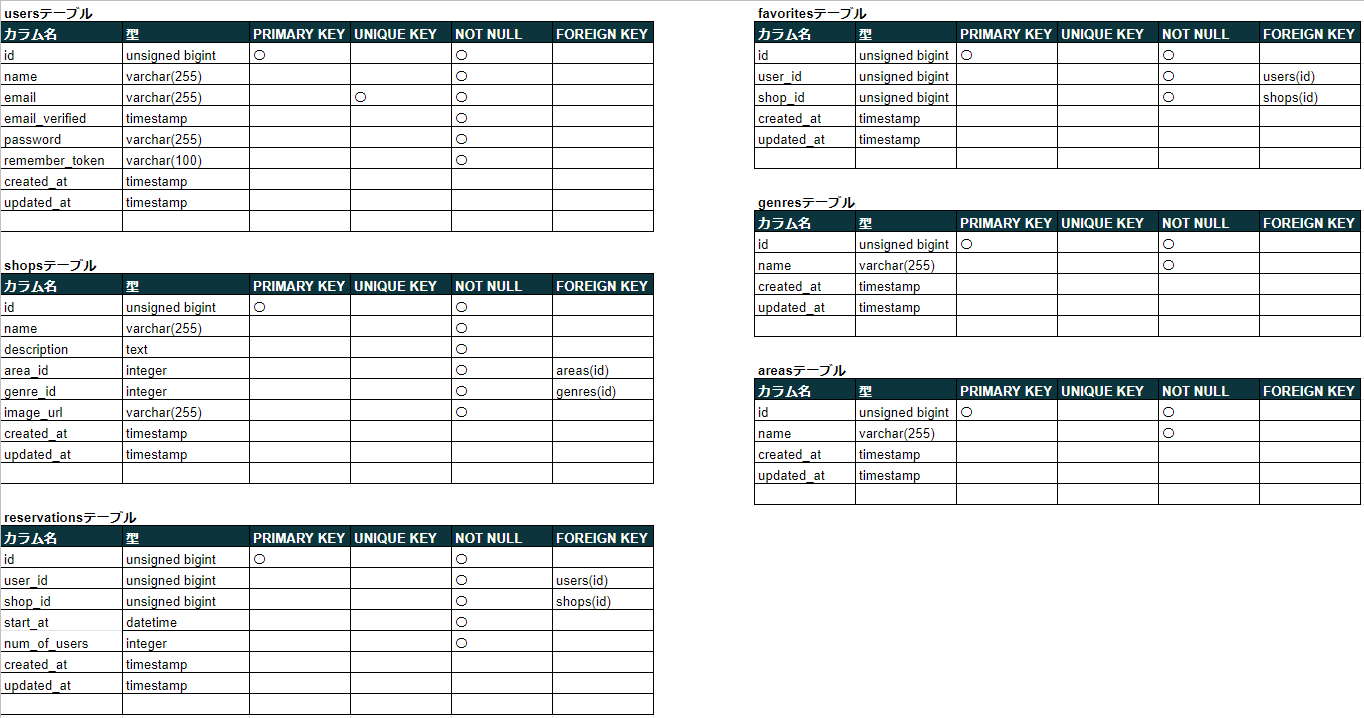 usersテーブル
カラム名 型 PRIMARY KEY UNIQUE KEY NOT NULL FOREIGN KEY
id unsigned bigint ○ ○
name varchar(255) ○
email varchar(255) ○ ○
email_verified timestamp ○
password varchar(255) ○
remember_token varchar(100) ○
created_at timestamp
updated_at timestamp
shopsテーブル
カラム名 型 PRIMARY KEY UNIQUE KEY NOT NULL FOREIGN KEY
id unsigned bigint ○ ○
name varchar(255) ○
description text ○
area_id integer ○ areas(id)
genre_id integer ○ genres(id)
image_url varchar(255) ○
created_at timestamp
updated_at timestamp
reservationsテーブル
カラム名 型 PRIMARY KEY UNIQUE KEY NOT NULL FOREIGN KEY
id unsigned bigint ○ ○
user_id unsigned bigint ○ users(id)
shop_id unsigned bigint ○ shops(id)
start_at datetime ○
num_of_users integer ○
created_at timestamp
updated_at timestamp
favoritesテーブル
カラム名 型 PRIMARY KEY UNIQUE KEY NOT NULL FOREIGN KEY
id unsigned bigint ○ ○
user_id unsigned bigint ○ users(id)
shop_id unsigned bigint ○ shops(id)
created_at timestamp
updated_at timestamp
genresテーブル
カラム名 型 PRIMARY KEY UNIQUE KEY NOT NULL FOREIGN KEY
id unsigned bigint ○ ○
name varchar(255) ○
created_at timestamp
updated_at timestamp
areasテーブル
カラム名 型 PRIMARY KEY UNIQUE KEY NOT NULL FOREIGN KEY
id unsigned bigint ○ ○
name varchar(255) ○
created_at timestamp
updated_at timestamp